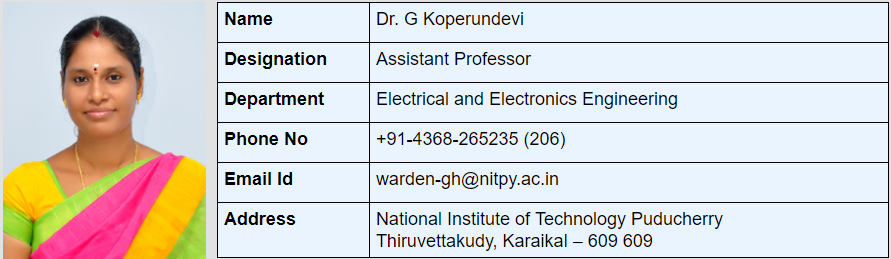 Name Dr. G Koperundevi
Designation Assistant Professor
Department Electrical and Electronics Engineering
Phone No +91-4368-265235 (206)
Email Id warden-gh@nitpy.ac.in
Address National Institute of Technology Puducherry
Thiruvettakudy, Karaikal – 609 609